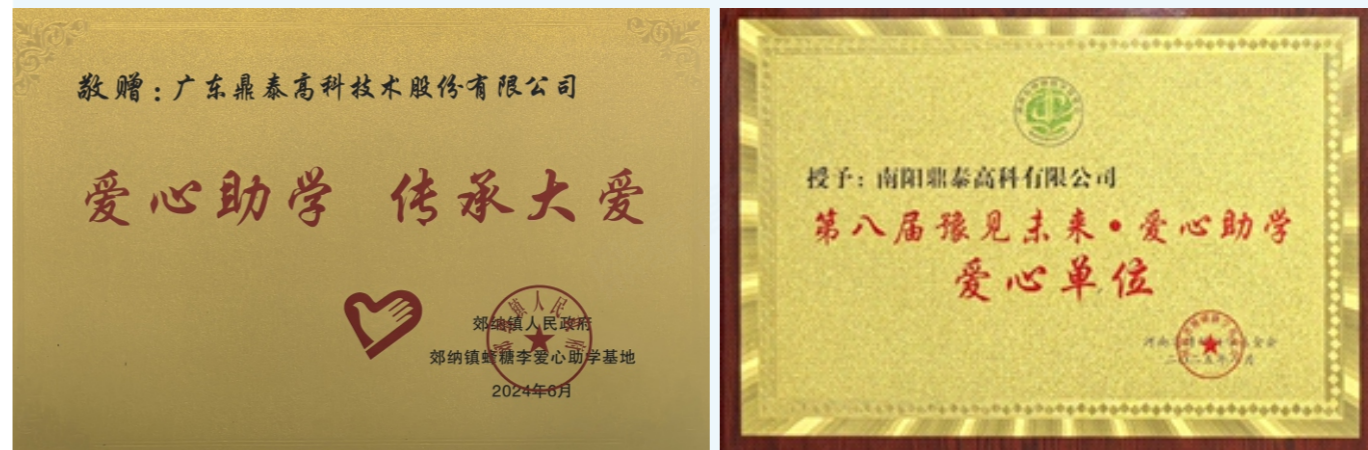 敬赠：广东鼎泰高科技术股份有限公司
爱心助学 传承大爱
郊纳镇人民政府
郊纳镇蜂糖李爱心助学基地
2024年6月
授予：南阳鼎泰高科有限公司
第八届豫见未来·爱心助学
爱心单位